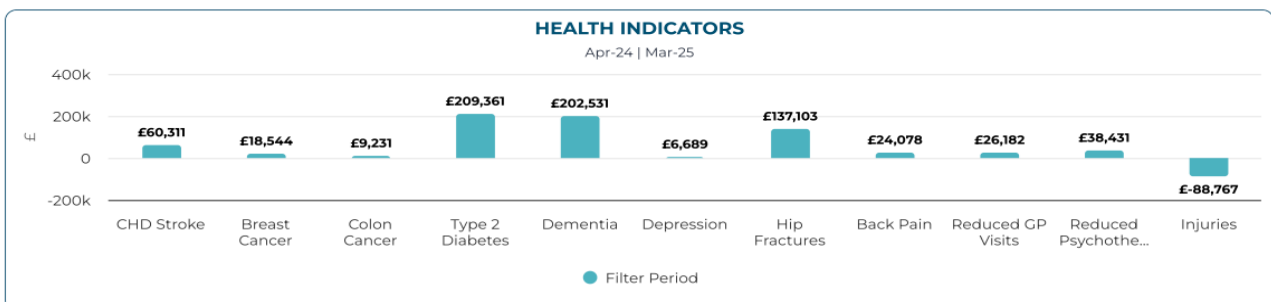 HEALTH INDICATORS
Apr-24 | Mar-25
400k
200k
0
-200k
£
£60,311
£18,544
£9,231
£209,361
£202,531
£6,689
£137,103
£24,078
£26,182
£38,431
£-88,767
CHD Stroke
Breast
Cancer
Colon
Cancer
Type 2
Diabetes
Dementia
Depression
Hip
Fractures
Back Pain
Reduced GP
Visits
Reduced
Psychothe...
Injuries
Filter Period